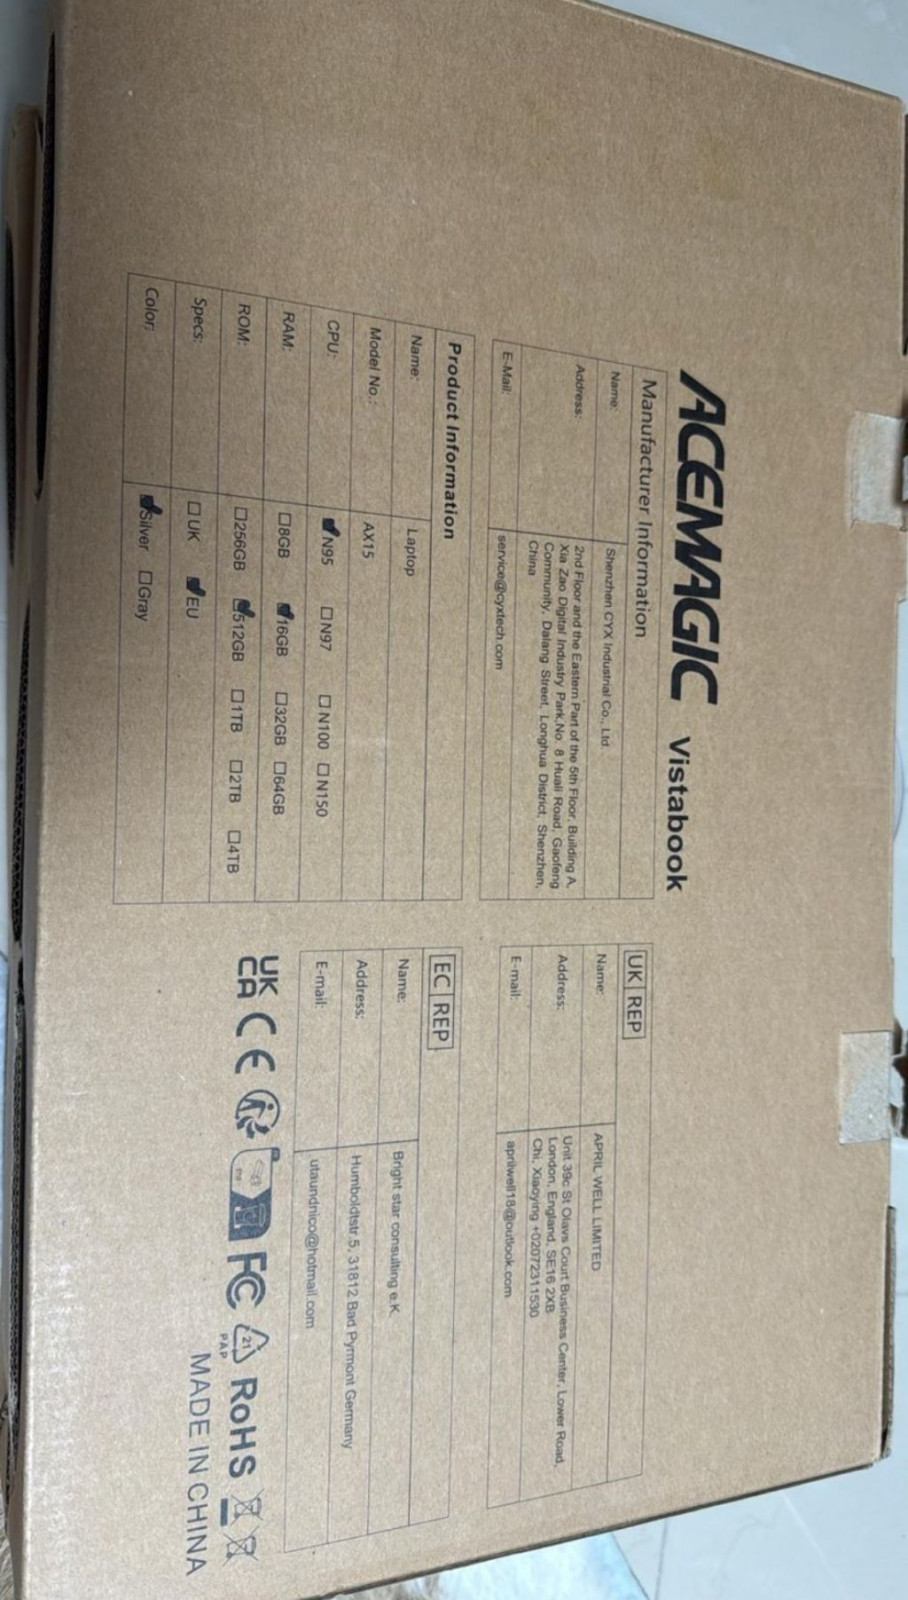 ACEMAGIC Vistabook
Manufacturer Information
Name: Shenzhen CYX Industrial Co., Ltd
Address: 2nd Floor and the Eastern Part of the 5th Floor, Building A,
Xia Zao Digital Industry Park,No. 8 Huali Road, Gaofeng
Community, Dalang Street, Longhua District, Shenzhen,
China
E-Mail: service@cyxtech.com
Product Information
Name: Laptop
Model No.: AX15
CPU: ☑N95 ☐N97 ☐N100 ☐N150
RAM: ☐8GB ☑16GB ☐32GB ☐64GB
ROM: ☐256GB ☑512GB ☐1TB ☐2TB ☐4TB
Specs: ☐UK ☑EU
Color: ☑Silver ☐Gray
UK REP
Name: APRIL WELL LIMITED
Address: Unit 39c St Olavs Court Business Center, Lower Road,
London, England, SE16 2XB
Chi, Xiaoying +02072311530
E-mail: aprilwell18@outlook.com
EC REP
Name: Bright star consulting e.K.
Address: Humboldtstr.5, 31812 Bad Pyrmont Germany
E-mail: utaundnico@hotmail.com
UK
CA CE FC 21 RoHS
PAP
MADE IN CHINA